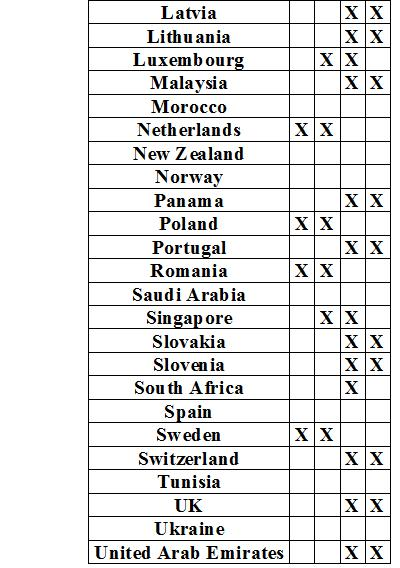 Latvia X X
Lithuania X X
Luxembourg X X
Malaysia X X
Morocco
Netherlands X X
New Zealand
Norway
Panama X X
Poland X X
Portugal X X
Romania X X
Saudi Arabia
Singapore X X
Slovakia X X
Slovenia X X
South Africa X
Spain
Sweden X X
Switzerland X X
Tunisia
UK X X
Ukraine
United Arab Emirates X X